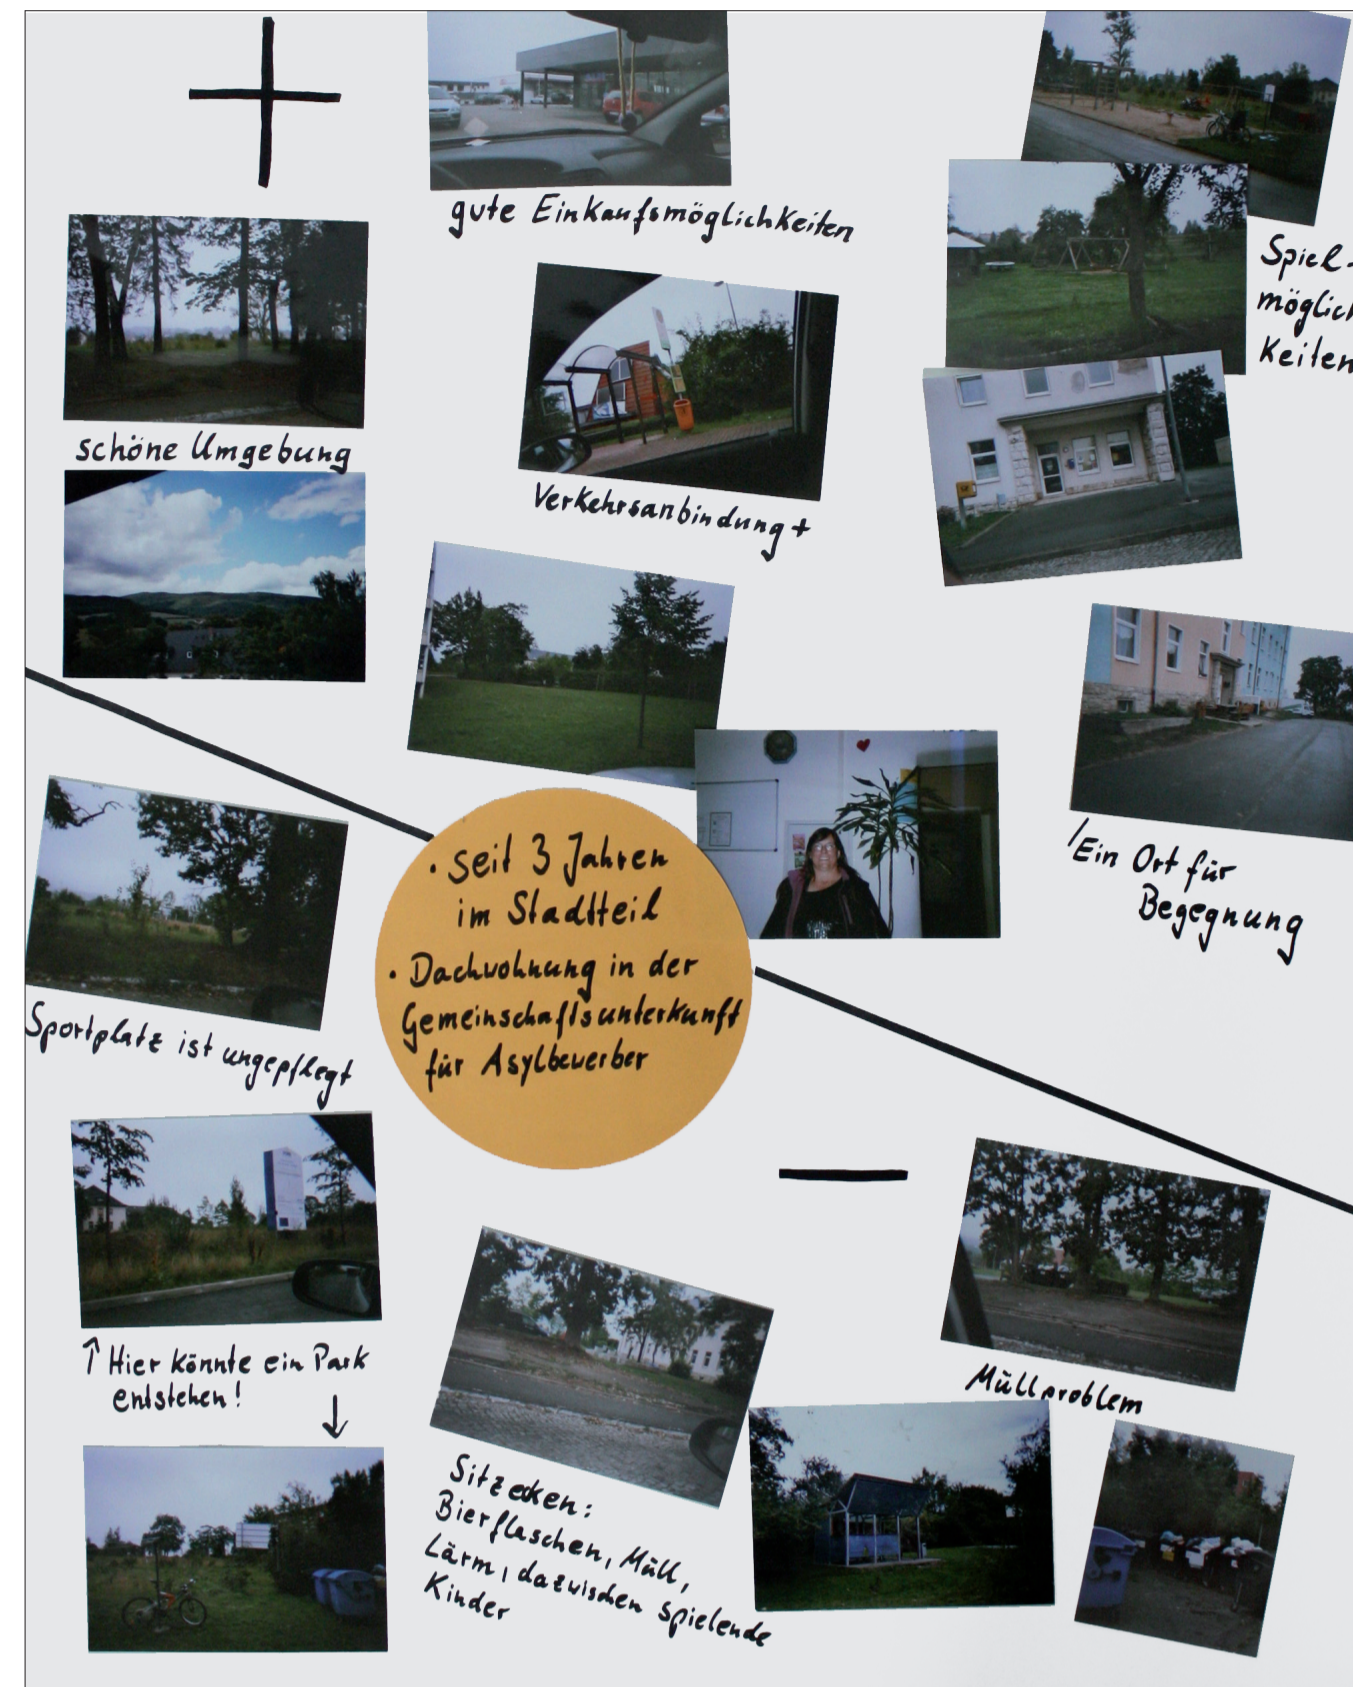 +
gute Einkaufsmöglichkeiten
Spiel-
möglich
Keiten
schöne Umgebung
Verkehrsanbindung +
Ein Ort für
Begegnung
• seit 3 Jahren
im Stadtteil
• Dachwohnung in der
Gemeinschaftsunterkunft
für Asylbewerber
Sportplatz ist ungepflegt
—
↑ Hier könnte ein Park
entstehen!
↓
Müllproblem
Sitzecken:
Bierflaschen, Müll,
Lärm, dazwischen spielende
Kinder